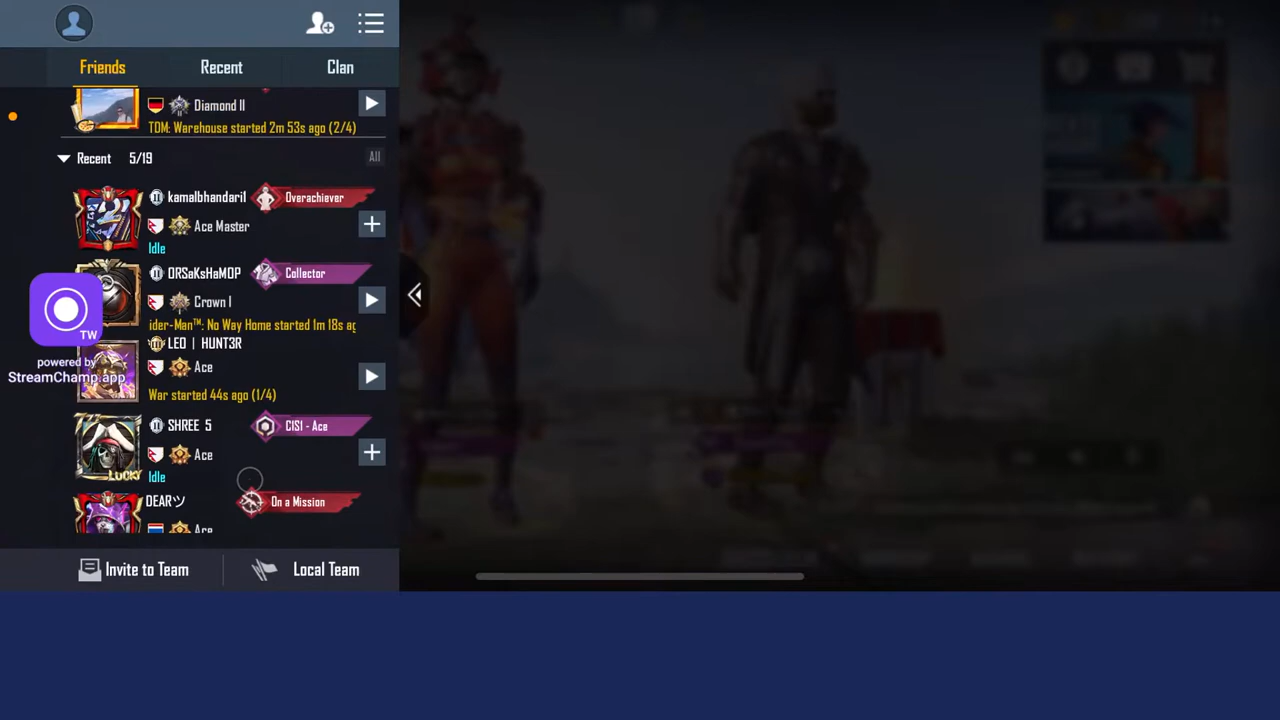 Friends Recent Clan
Diamond II
TDM: Warehouse started 2m 53s ago (2/4)
Recent 5/19 All
kamalbhandari1 Overachiever
Ace Master
Idle
ORSaKsHaMOP Collector
Crown I
ider-Man™: No Way Home started 1m 18s ag
LEO | HUNT3R
Ace
War started 44s ago (1/4)
SHREE 5 C1S1 - Ace
Ace
Idle
LUCKY
DEARツ On a Mission
Ace
TW
powered by
StreamChamp.app
Invite to Team Local Team